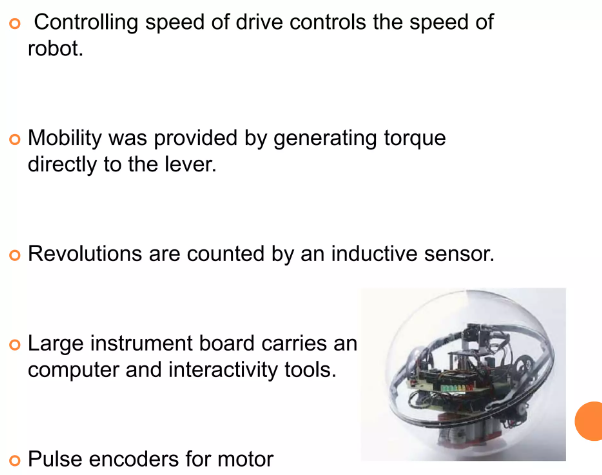 Controlling speed of drive controls the speed of
robot.
Mobility was provided by generating torque
directly to the lever.
Revolutions are counted by an inductive sensor.
Large instrument board carries an
computer and interactivity tools.
Pulse encoders for motor